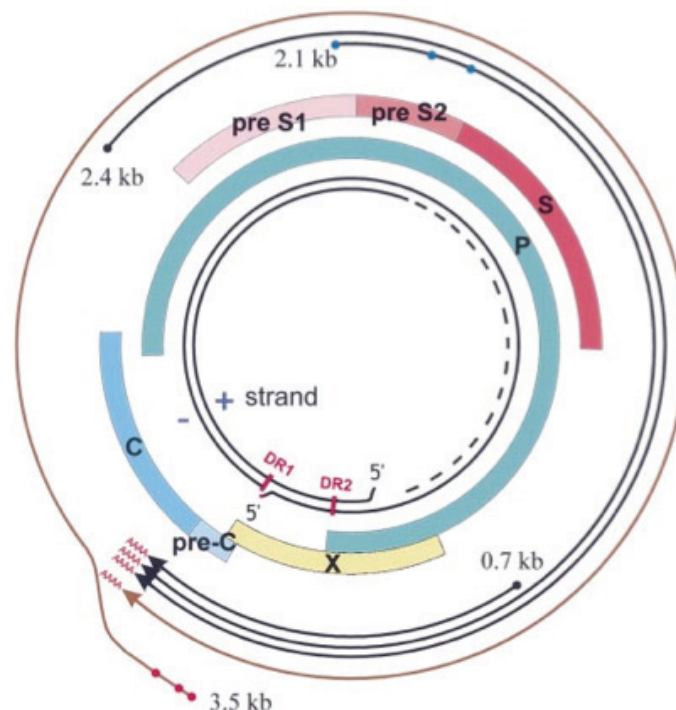 2.1 kb
pre S1
pre S2
2.4 kb
S
P
+ strand
-
C
DR1
DR2
5'
5'
pre-C
X
0.7 kb
AAAA
AAAA
AAAA
AAAA
3.5 kb